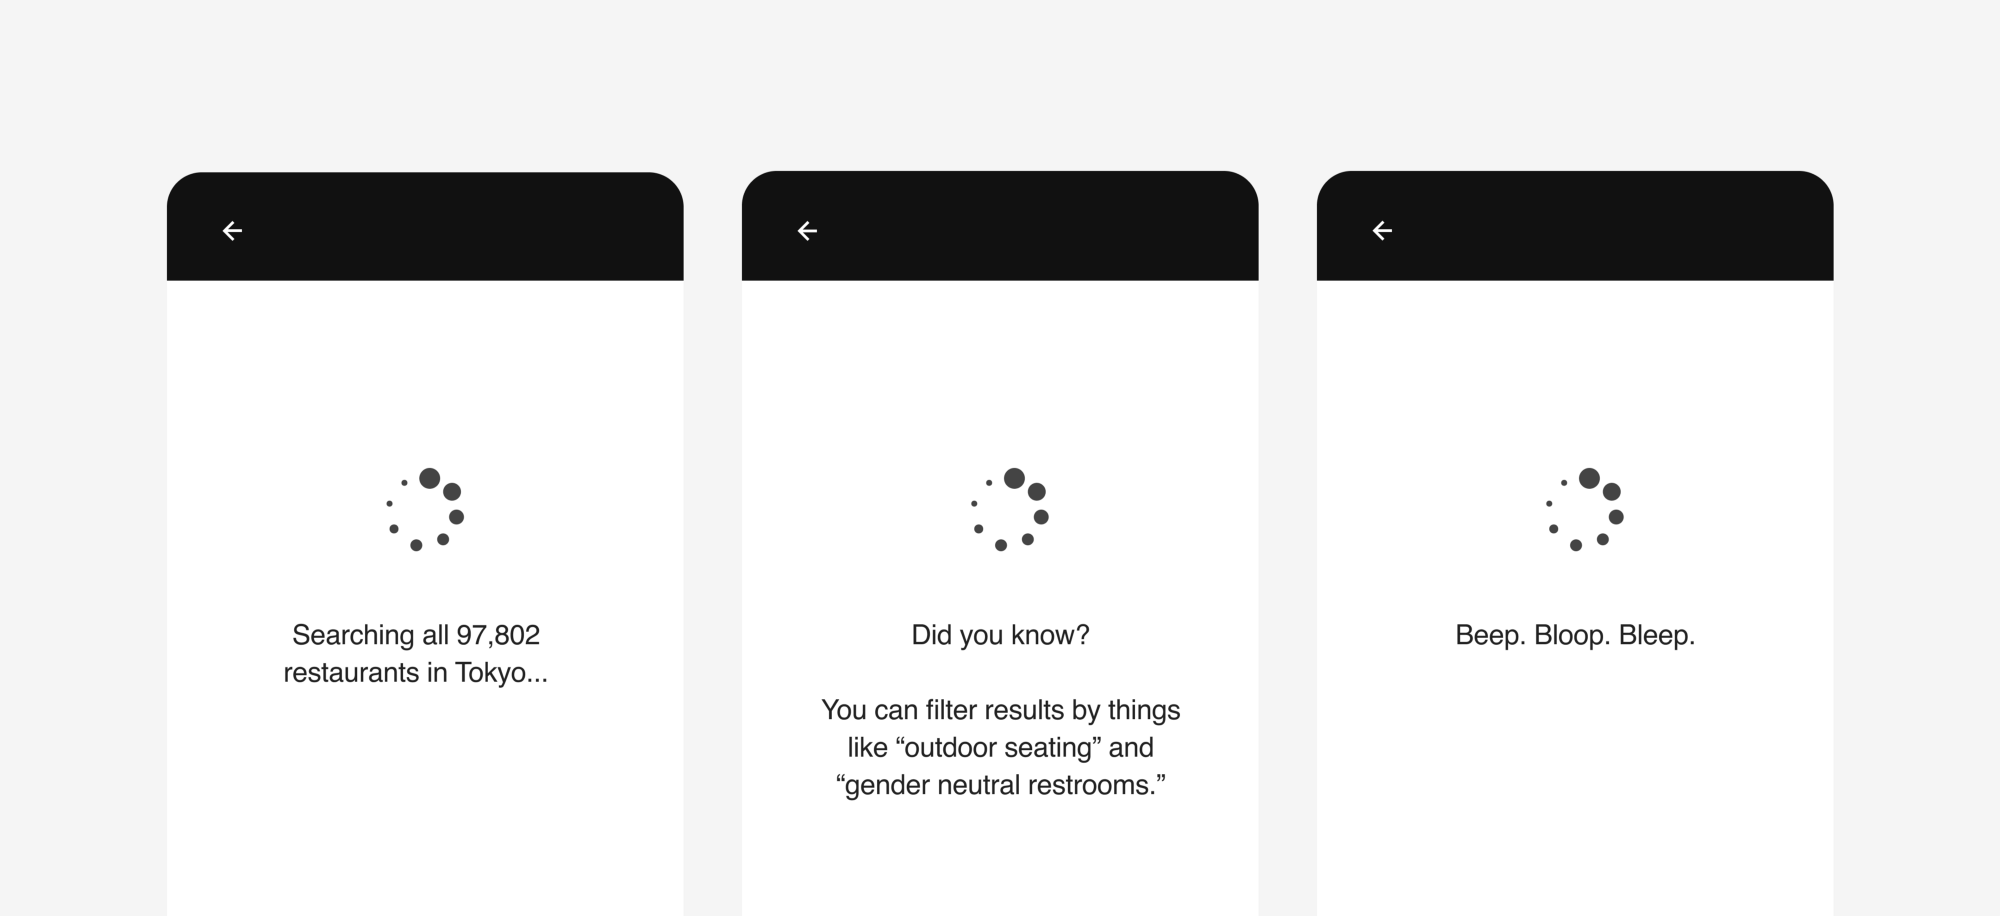 Searching all 97,802
restaurants in Tokyo...
Did you know?
You can filter results by things
like “outdoor seating” and
“gender neutral restrooms.”
Beep. Bloop. Bleep.